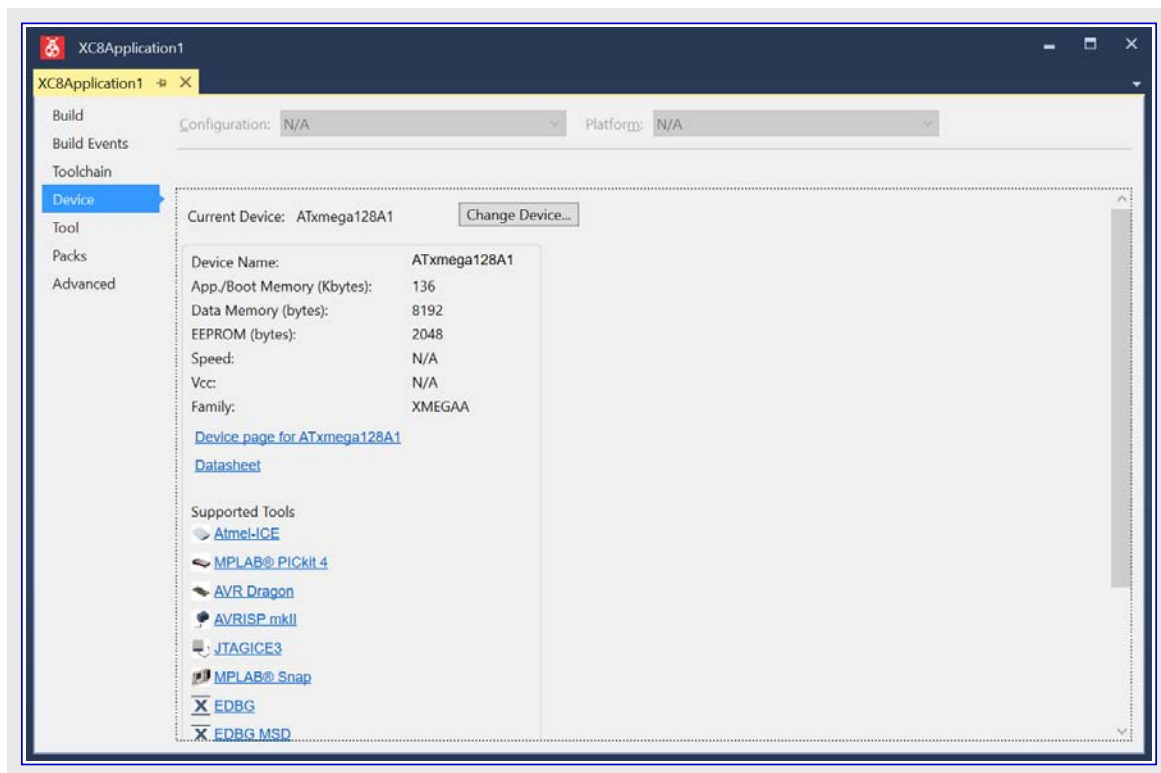 XC8Application1
XC8Application1
Build
Build Events
Toolchain
Device
Tool
Packs
Advanced
Configuration: N/A Platform: N/A
Current Device: ATxmega128A1 Change Device...
Device Name: ATxmega128A1
App./Boot Memory (Kbytes): 136
Data Memory (bytes): 8192
EEPROM (bytes): 2048
Speed: N/A
Vcc: N/A
Family: XMEGAA
Device page for ATxmega128A1
Datasheet
Supported Tools
Atmel-ICE
MPLAB® PICkit 4
AVR Dragon
AVRISP mkII
JTAGICE3
MPLAB® Snap
EDBG
EDBG MSD